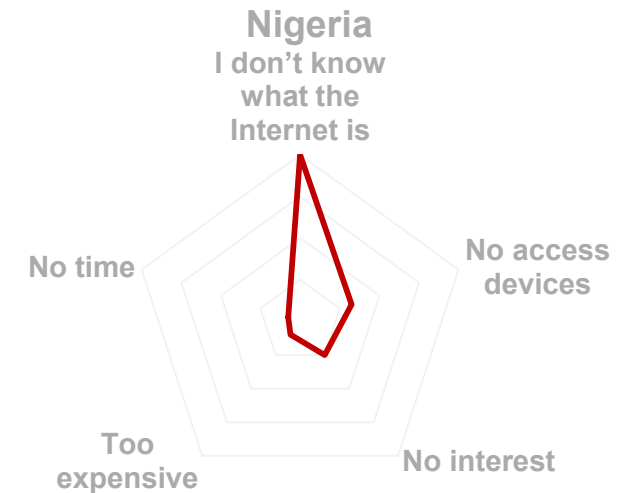 Nigeria
I don’t know
what the
Internet is
No access
devices
No time
Too
expensive
No interest